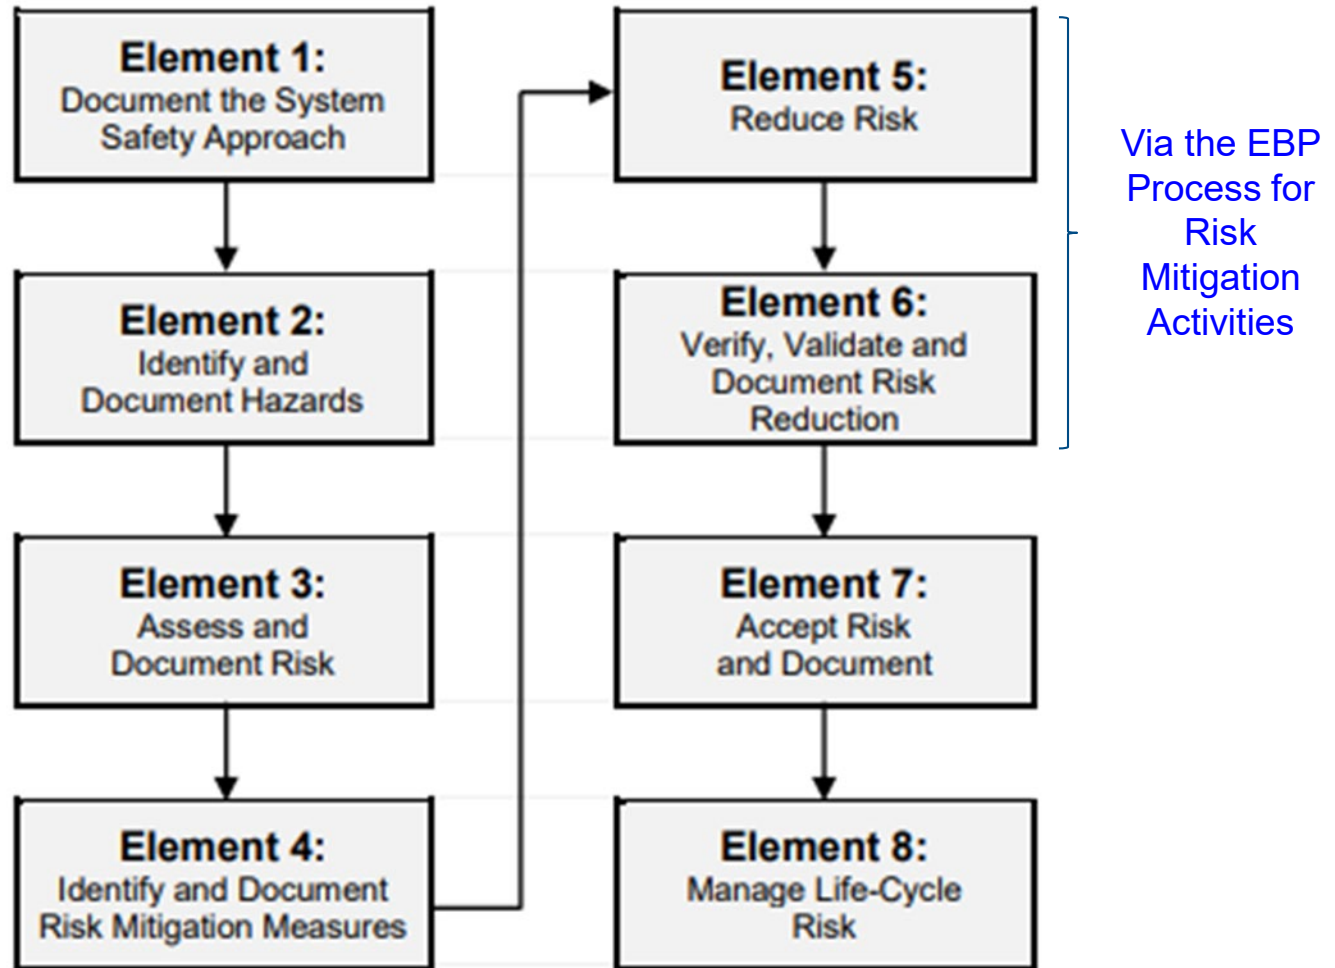 Element 1:
Document the System
Safety Approach
Element 2:
Identify and
Document Hazards
Element 3:
Assess and
Document Risk
Element 4:
Identify and Document
Risk Mitigation Measures
Element 5:
Reduce Risk
Element 6:
Verify, Validate and
Document Risk
Reduction
Element 7:
Accept Risk
and Document
Element 8:
Manage Life-Cycle
Risk
Via the EBP
Process for
Risk
Mitigation
Activities